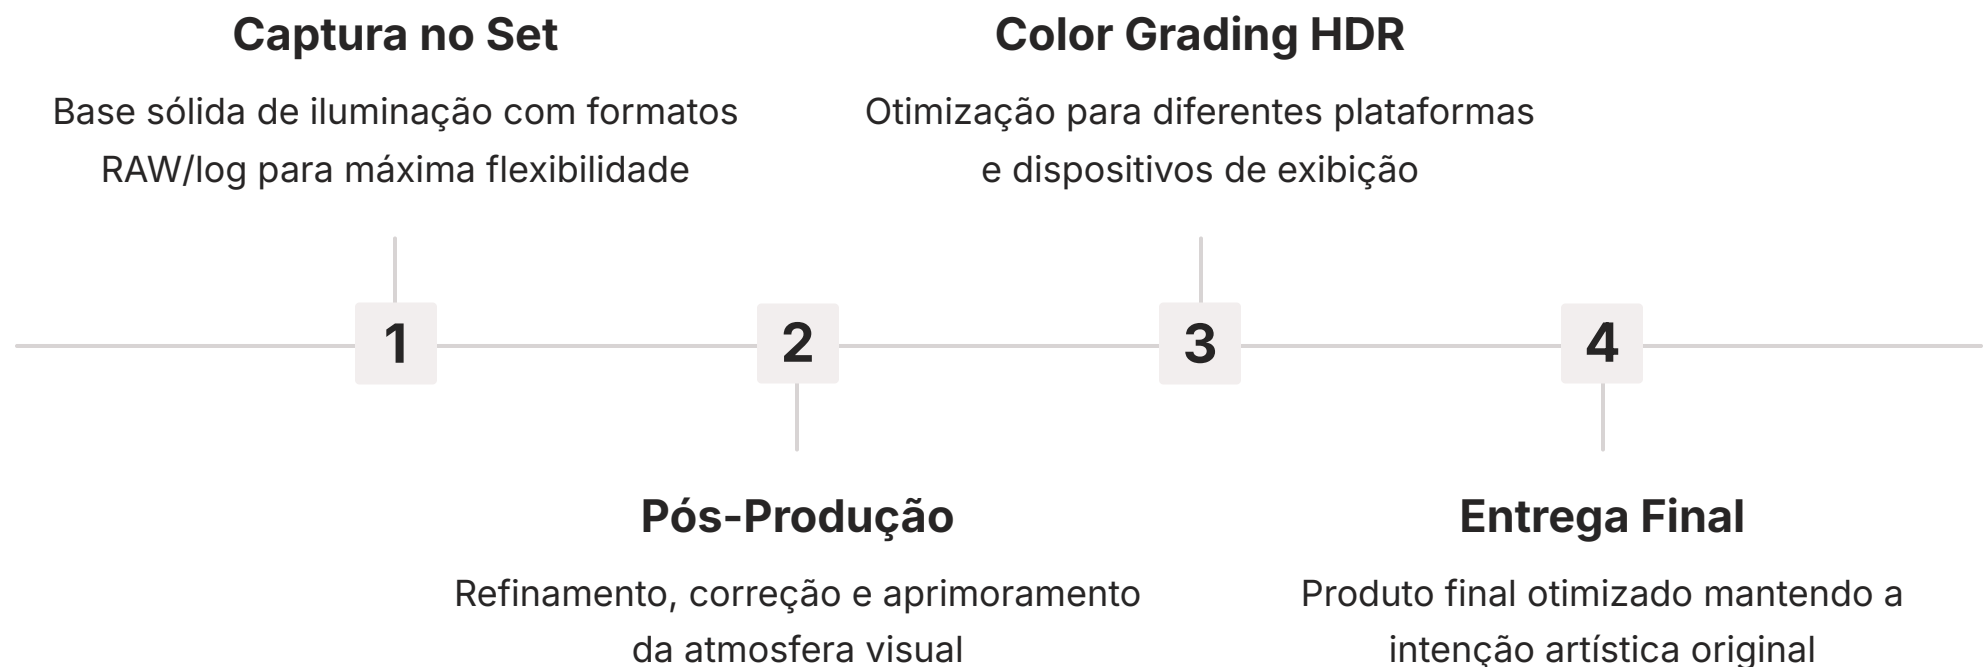 Captura no Set
Base sólida de iluminação com formatos
RAW/log para máxima flexibilidade
1
Pós-Produção
Refinamento, correção e aprimoramento
da atmosfera visual
2
Color Grading HDR
Otimização para diferentes plataformas
e dispositivos de exibição
3
Entrega Final
Produto final otimizado mantendo a
intenção artística original
4